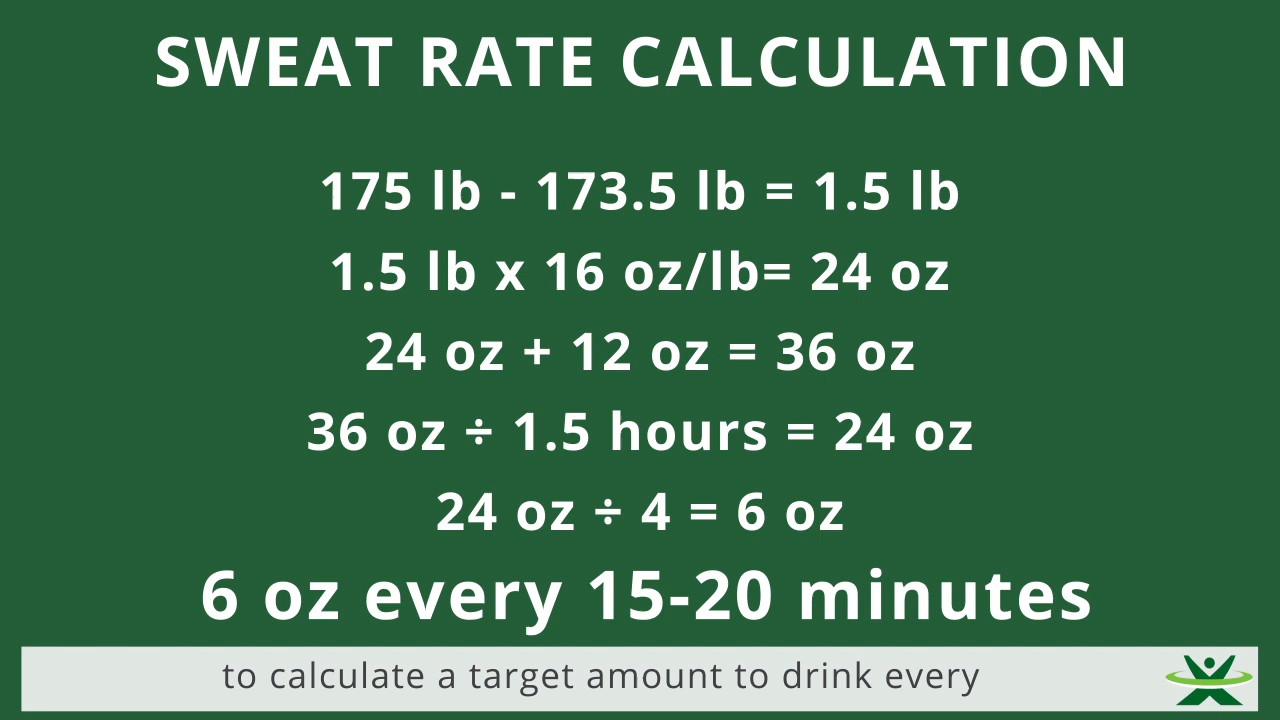 SWEAT RATE CALCULATION
175 lb - 173.5 lb = 1.5 lb
1.5 lb x 16 oz/lb= 24 oz
24 oz + 12 oz = 36 oz
36 oz ÷ 1.5 hours = 24 oz
24 oz ÷ 4 = 6 oz
6 oz every 15-20 minutes
to calculate a target amount to drink every